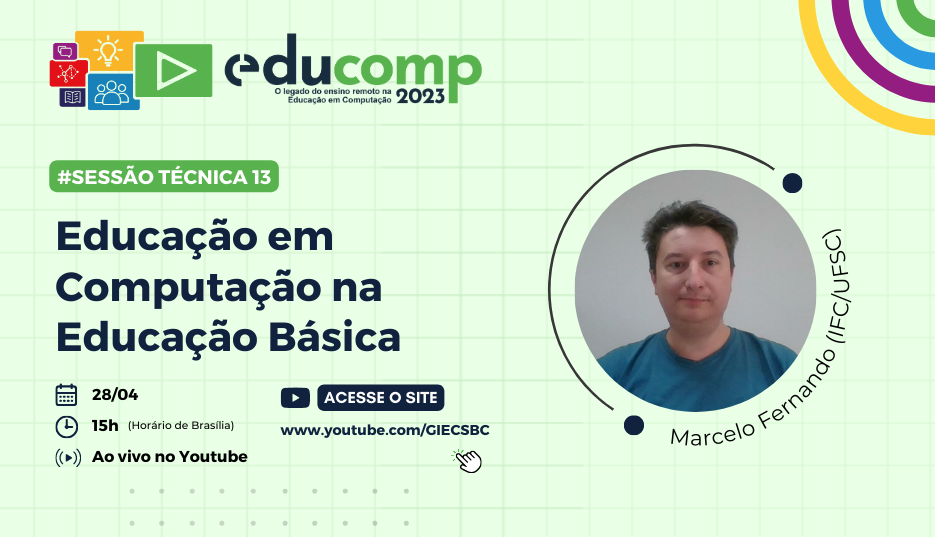 educomp
O legado do ensino remoto na
Educação em Computação
2023
#SESSÃO TÉCNICA 13
Educação em
Computação na
Educação Básica
28/04
15h (Horário de Brasília)
Ao vivo no Youtube
ACESSE O SITE
www.youtube.com/GIECSBC
Marcelo Fernando (IFC/UFSC)